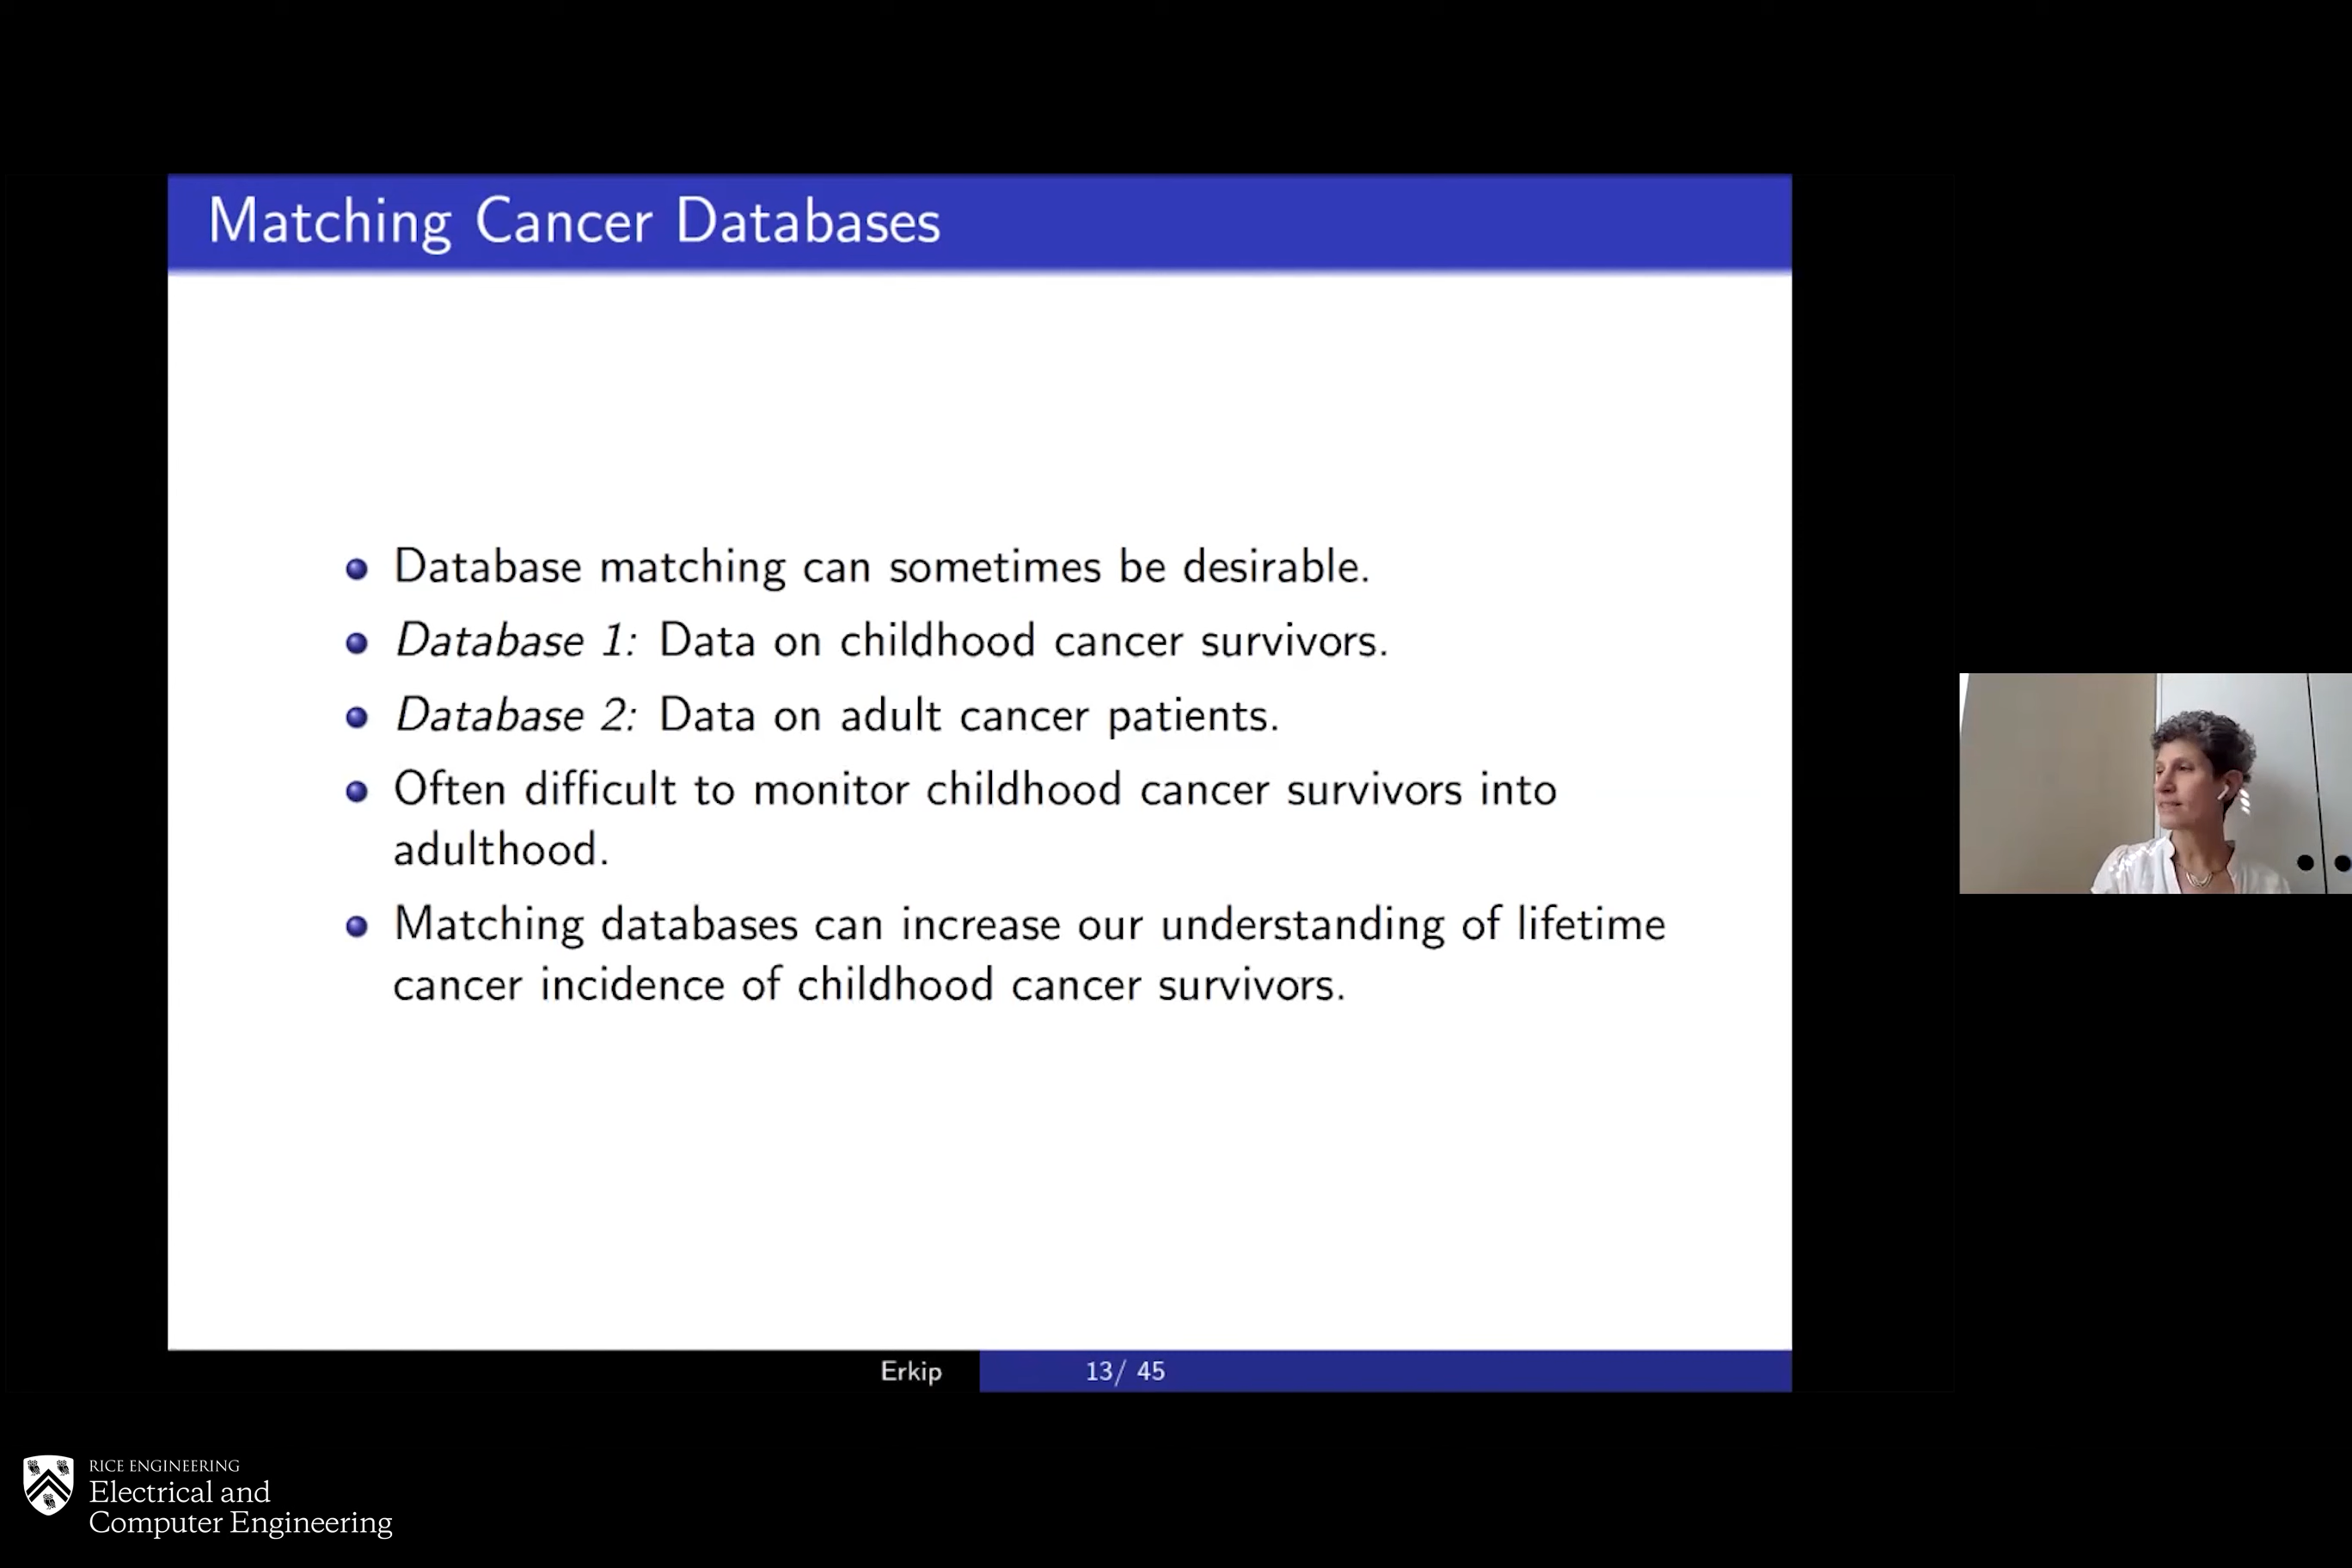 Matching Cancer Databases
Database matching can sometimes be desirable.
Database 1: Data on childhood cancer survivors.
Database 2: Data on adult cancer patients.
Often difficult to monitor childhood cancer survivors into
adulthood.
Matching databases can increase our understanding of lifetime
cancer incidence of childhood cancer survivors.
Erkip
13/ 45
RICE ENGINEERING
Electrical and
Computer Engineering